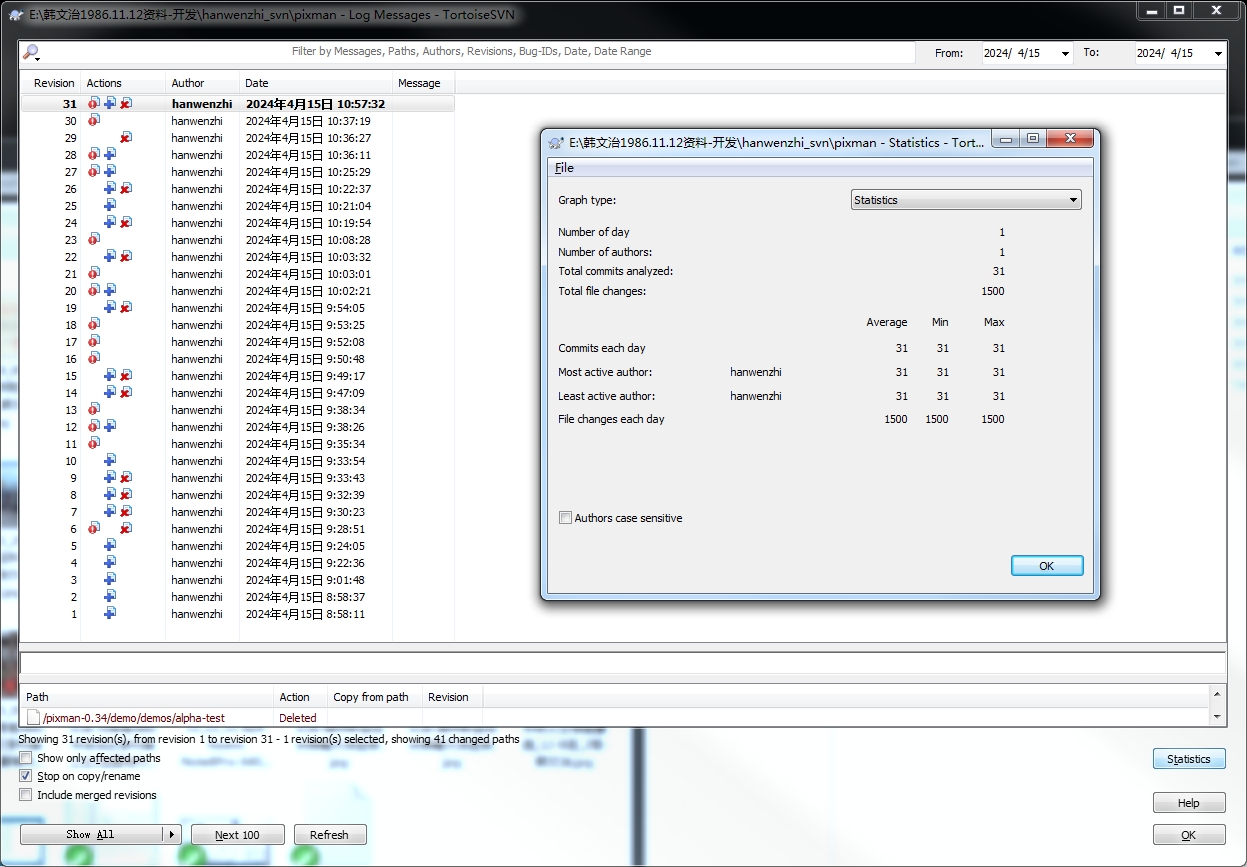 E:\韩文治1986.11.12资料-开发\hanwenzhi_svn\pixman - Log Messages - TortoiseSVN
Filter by Messages, Paths, Authors, Revisions, Bug-IDs, Date, Date Range
From: 2024/ 4/15 To: 2024/ 4/15
Revision Actions Author Date Message
31 hanwenzhi 2024年4月15日 10:57:32
30 hanwenzhi 2024年4月15日 10:37:19
29 hanwenzhi 2024年4月15日 10:36:27
28 hanwenzhi 2024年4月15日 10:36:11
27 hanwenzhi 2024年4月15日 10:25:29
26 hanwenzhi 2024年4月15日 10:22:37
25 hanwenzhi 2024年4月15日 10:21:04
24 hanwenzhi 2024年4月15日 10:19:54
23 hanwenzhi 2024年4月15日 10:08:28
22 hanwenzhi 2024年4月15日 10:03:32
21 hanwenzhi 2024年4月15日 10:03:01
20 hanwenzhi 2024年4月15日 10:02:21
19 hanwenzhi 2024年4月15日 9:54:05
18 hanwenzhi 2024年4月15日 9:53:25
17 hanwenzhi 2024年4月15日 9:52:08
16 hanwenzhi 2024年4月15日 9:50:48
15 hanwenzhi 2024年4月15日 9:49:17
14 hanwenzhi 2024年4月15日 9:47:09
13 hanwenzhi 2024年4月15日 9:38:34
12 hanwenzhi 2024年4月15日 9:38:26
11 hanwenzhi 2024年4月15日 9:35:34
10 hanwenzhi 2024年4月15日 9:33:54
9 hanwenzhi 2024年4月15日 9:33:43
8 hanwenzhi 2024年4月15日 9:32:39
7 hanwenzhi 2024年4月15日 9:30:23
6 hanwenzhi 2024年4月15日 9:28:51
5 hanwenzhi 2024年4月15日 9:24:05
4 hanwenzhi 2024年4月15日 9:22:36
3 hanwenzhi 2024年4月15日 9:01:48
2 hanwenzhi 2024年4月15日 8:58:37
1 hanwenzhi 2024年4月15日 8:58:11
E:\韩文治1986.11.12资料-开发\hanwenzhi_svn\pixman - Statistics - Tort...
File
Graph type: Statistics
Number of day 1
Number of authors: 1
Total commits analyzed: 31
Total file changes: 1500
Average Min Max
Commits each day 31 31 31
Most active author: hanwenzhi 31 31 31
Least active author: hanwenzhi 31 31 31
File changes each day 1500 1500 1500
Authors case sensitive
OK
Path Action Copy from path Revision
/pixman-0.34/demo/demos/alpha-test Deleted
Showing 31 revision(s), from revision 1 to revision 31 - 1 revision(s) selected, showing 41 changed paths
Show only affected paths
Stop on copy/rename
Include merged revisions
Statistics
Help
Show All Next 100 Refresh OK